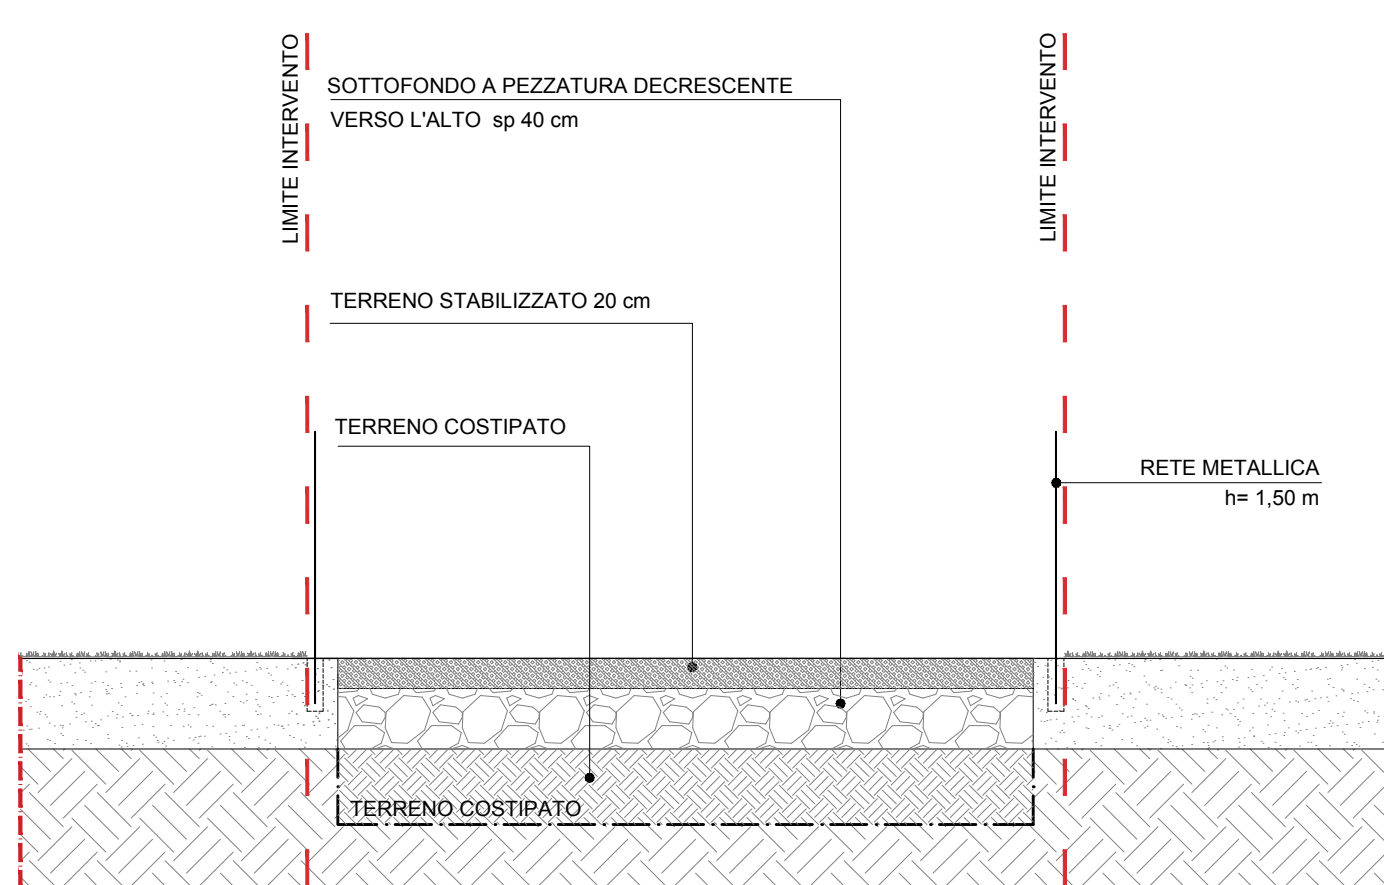 LIMITE INTERVENTO
SOTTOFONDO A PEZZATURA DECRESCENTE
VERSO L'ALTO sp 40 cm
LIMITE INTERVENTO
TERRENO STABILIZZATO 20 cm
TERRENO COSTIPATO
RETE METALLICA
h= 1,50 m
TERRENO COSTIPATO